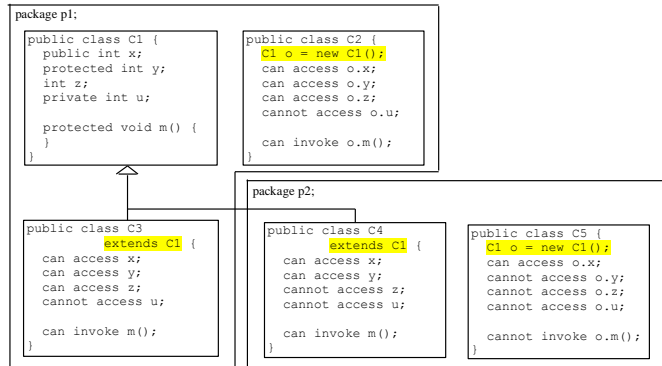 package p1;
public class C1 {
public int x;
protected int y;
int z;
private int u;
protected void m() {
}
}
public class C2 {
C1 o = new C1();
can access o.x;
can access o.y;
can access o.z;
cannot access o.u;
can invoke o.m();
}
public class C3
extends C1 {
can access x;
can access y;
can access z;
cannot access u;
can invoke m();
}
package p2;
public class C4
extends C1 {
can access x;
can access y;
cannot access z;
cannot access u;
can invoke m();
}
public class C5 {
C1 o = new C1();
can access o.x;
cannot access o.y;
cannot access o.z;
cannot access o.u;
cannot invoke o.m();
}